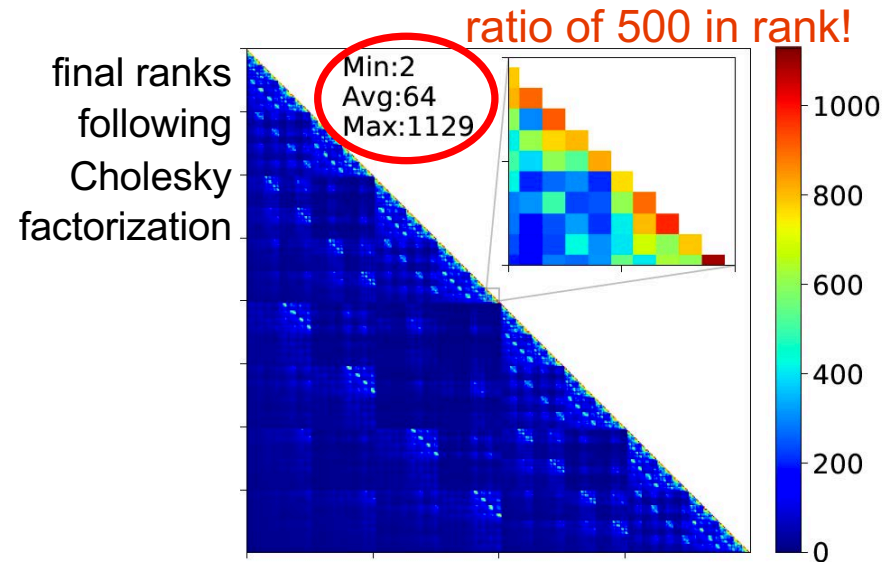 ratio of 500 in rank!
final ranks
following
Cholesky
factorization
Min:2
Avg:64
Max:1129
1000
800
600
400
200
0